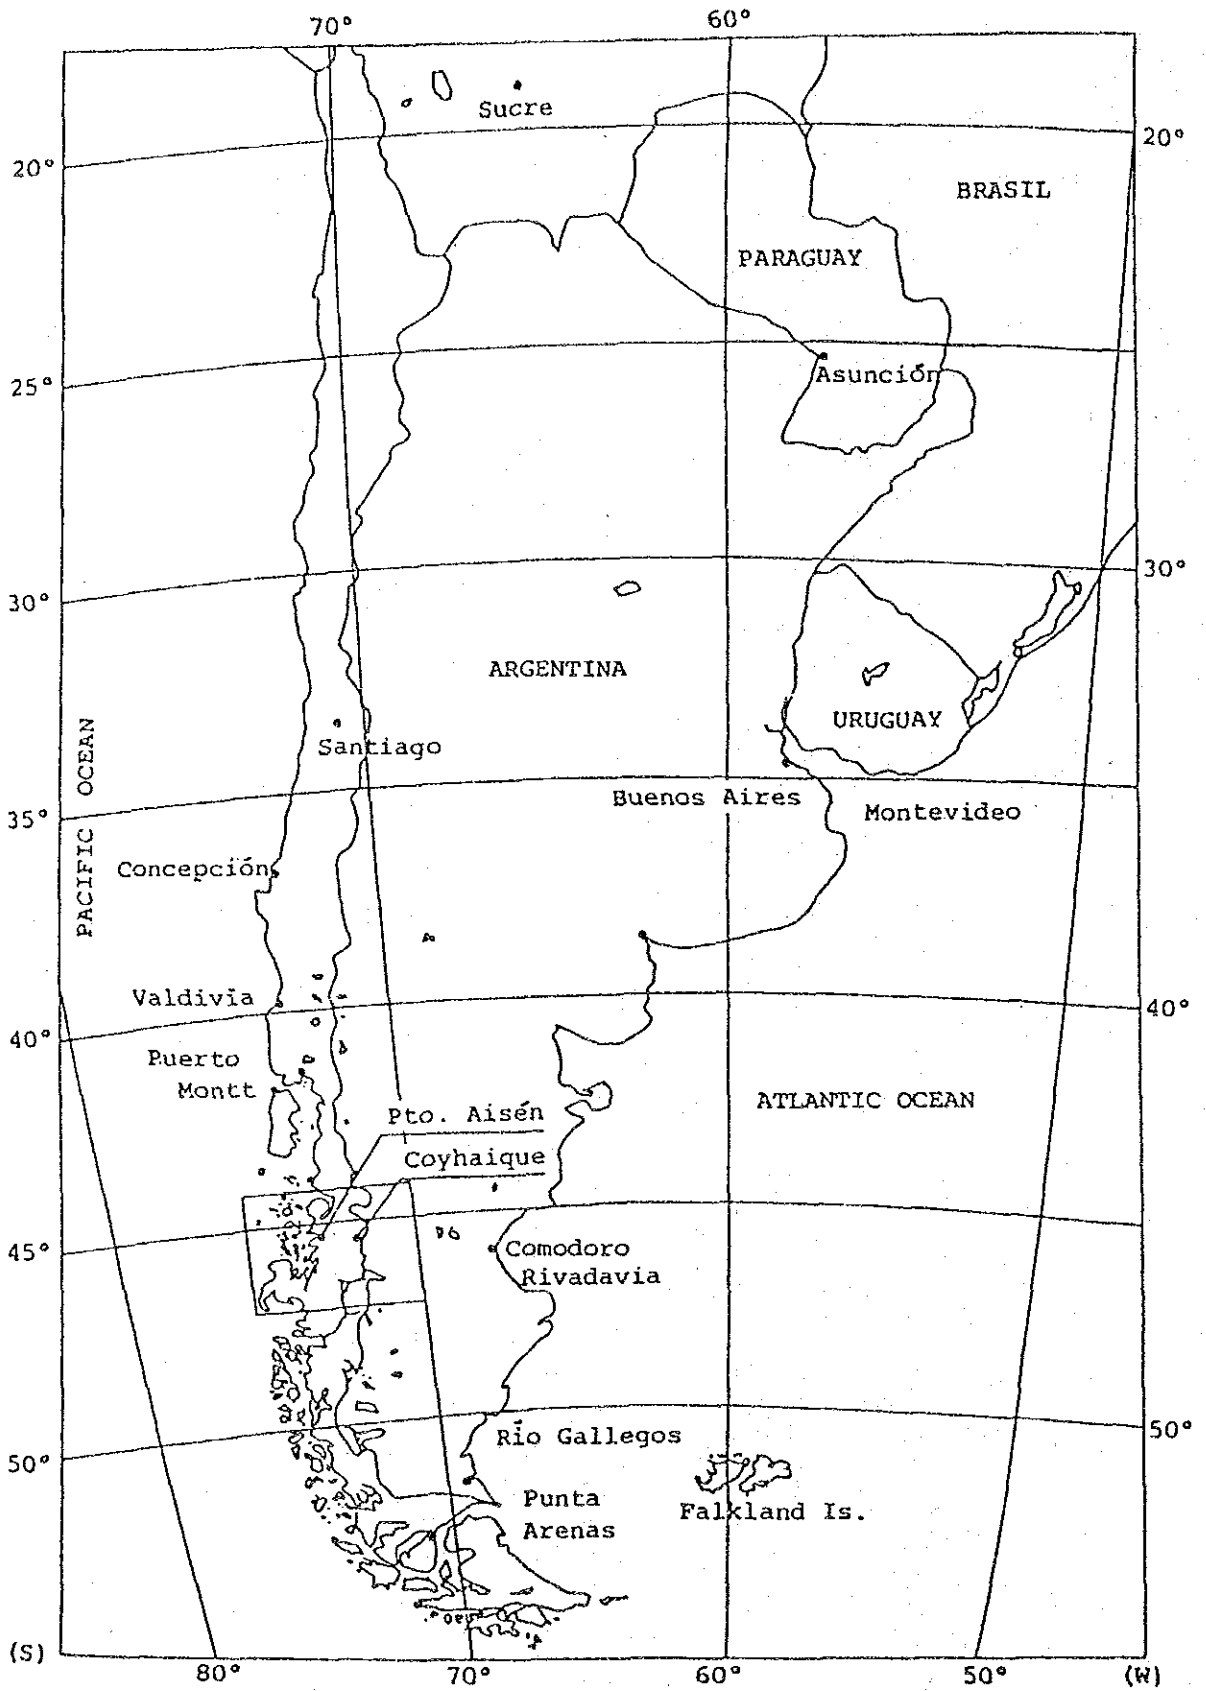 70°
60°
Sucre
20°
20°
BRASIL
PARAGUAY
Asunción
25°
30°
30°
ARGENTINA
URUGUAY
Santiago
PACIFIC OCEAN
Buenos Aires
Montevideo
35°
Concepción
Valdivia
40°
40°
Puerto
Montt
ATLANTIC OCEAN
Pto. Aisén
Coyhaique
45°
Comodoro
Rivadavia
Río Gallegos
50°
50°
Punta
Arenas
Falkland Is.
(S)
80°
70°
60°
50°
(W)